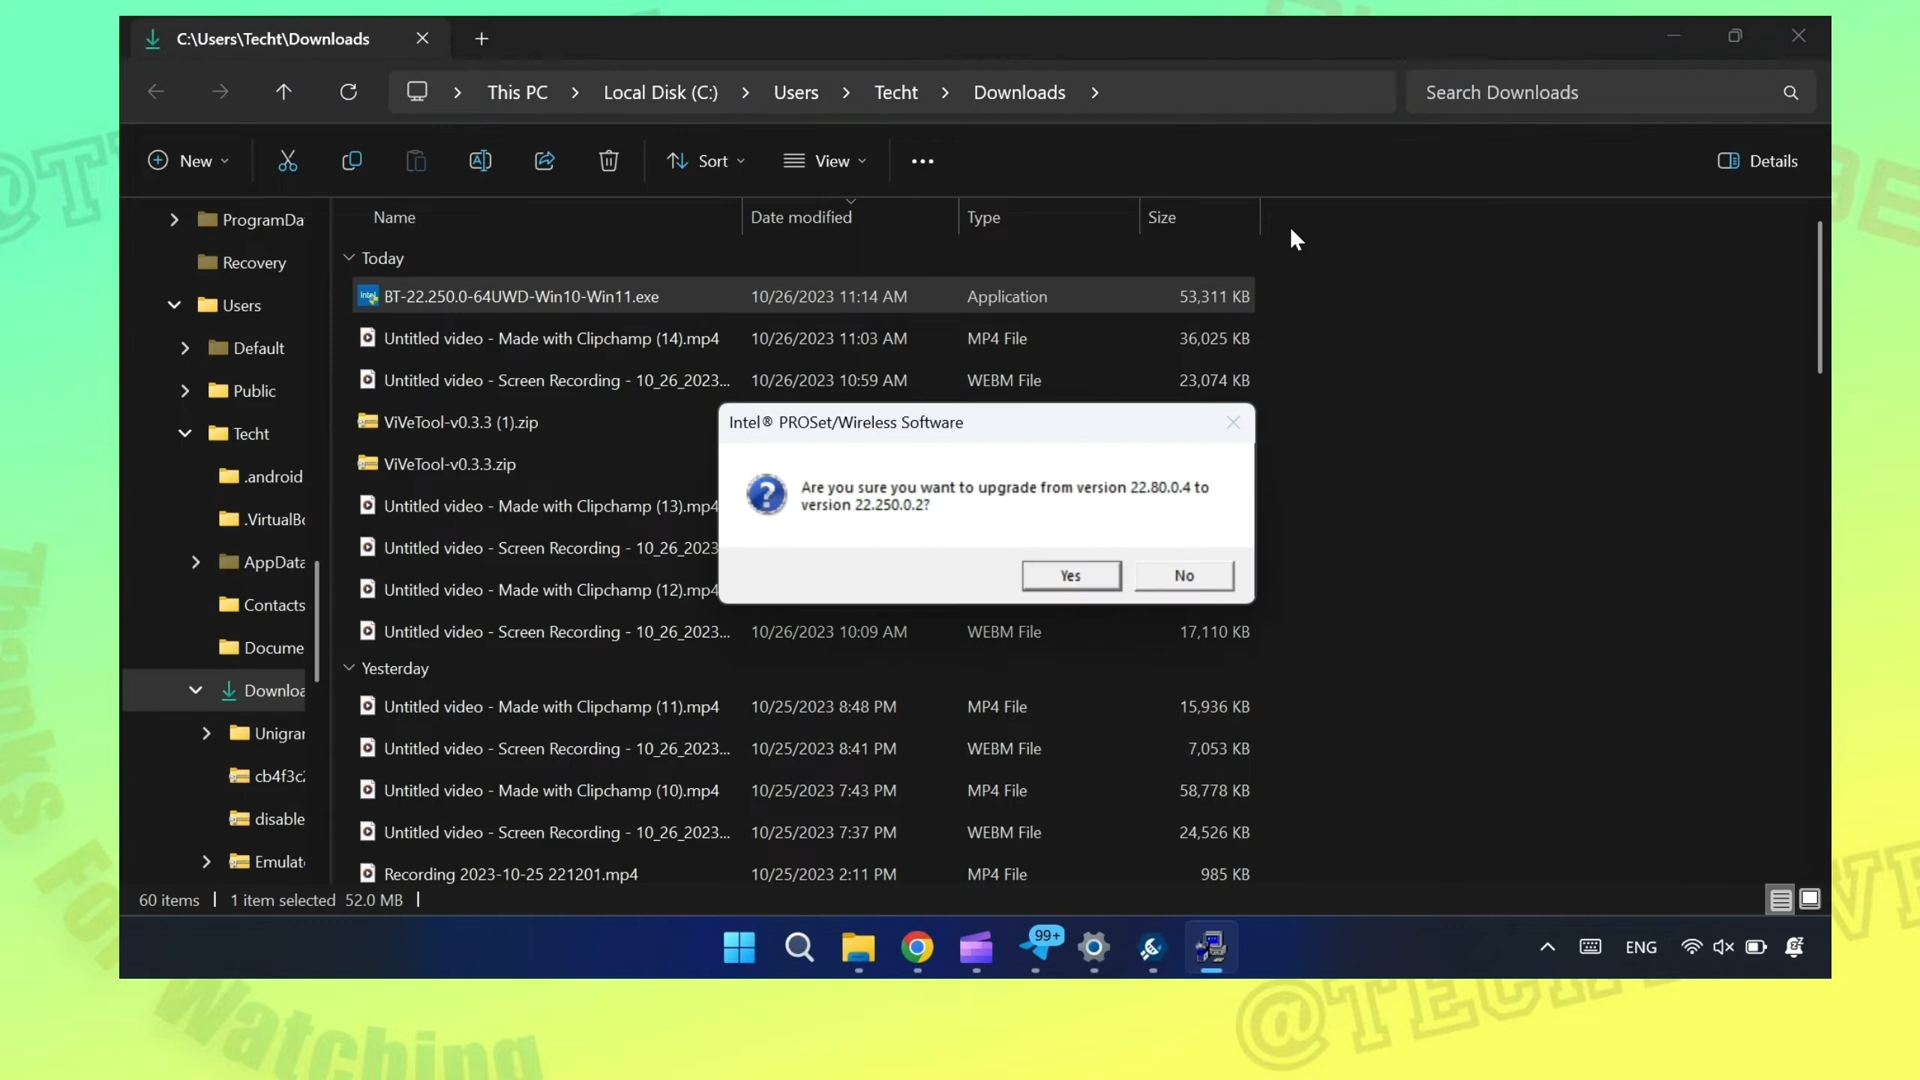 C:\Users\Techt\Downloads
This PC
Local Disk (C:)
Users
Techt
Downloads
Search Downloads
New
Sort
View
Details
Name
Date modified
Type
Size
ProgramDa
Recovery
Users
Default
Public
Techt
.android
.VirtualB
AppData
Contacts
Docume
Downloa
Unigra
cb4f3c
disable
Emulat
Today
BT-22.250.0-64UWD-Win10-Win11.exe 10/26/2023 11:14 AM Application 53,311 KB
Untitled video - Made with Clipchamp (14).mp4 10/26/2023 11:03 AM MP4 File 36,025 KB
Untitled video - Screen Recording - 10_26_2023... 10/26/2023 10:59 AM WEBM File 23,074 KB
ViVeTool-v0.3.3 (1).zip
ViVeTool-v0.3.3.zip
Untitled video - Made with Clipchamp (13).mp4
Untitled video - Screen Recording - 10_26_2023
Untitled video - Made with Clipchamp (12).mp4
Untitled video - Screen Recording - 10_26_2023... 10/26/2023 10:09 AM WEBM File 17,110 KB
Yesterday
Untitled video - Made with Clipchamp (11).mp4 10/25/2023 8:48 PM MP4 File 15,936 KB
Untitled video - Screen Recording - 10_26_2023... 10/25/2023 8:41 PM WEBM File 7,053 KB
Untitled video - Made with Clipchamp (10).mp4 10/25/2023 7:43 PM MP4 File 58,778 KB
Untitled video - Screen Recording - 10_26_2023... 10/25/2023 7:37 PM WEBM File 24,526 KB
Recording 2023-10-25 221201.mp4 10/25/2023 2:11 PM MP4 File 985 KB
Intel® PROSet/Wireless Software
Are you sure you want to upgrade from version 22.80.0.4 to
version 22.250.0.2?
Yes
No
60 items
1 item selected 52.0 MB
99+
ENG
Thanks
For
Watching